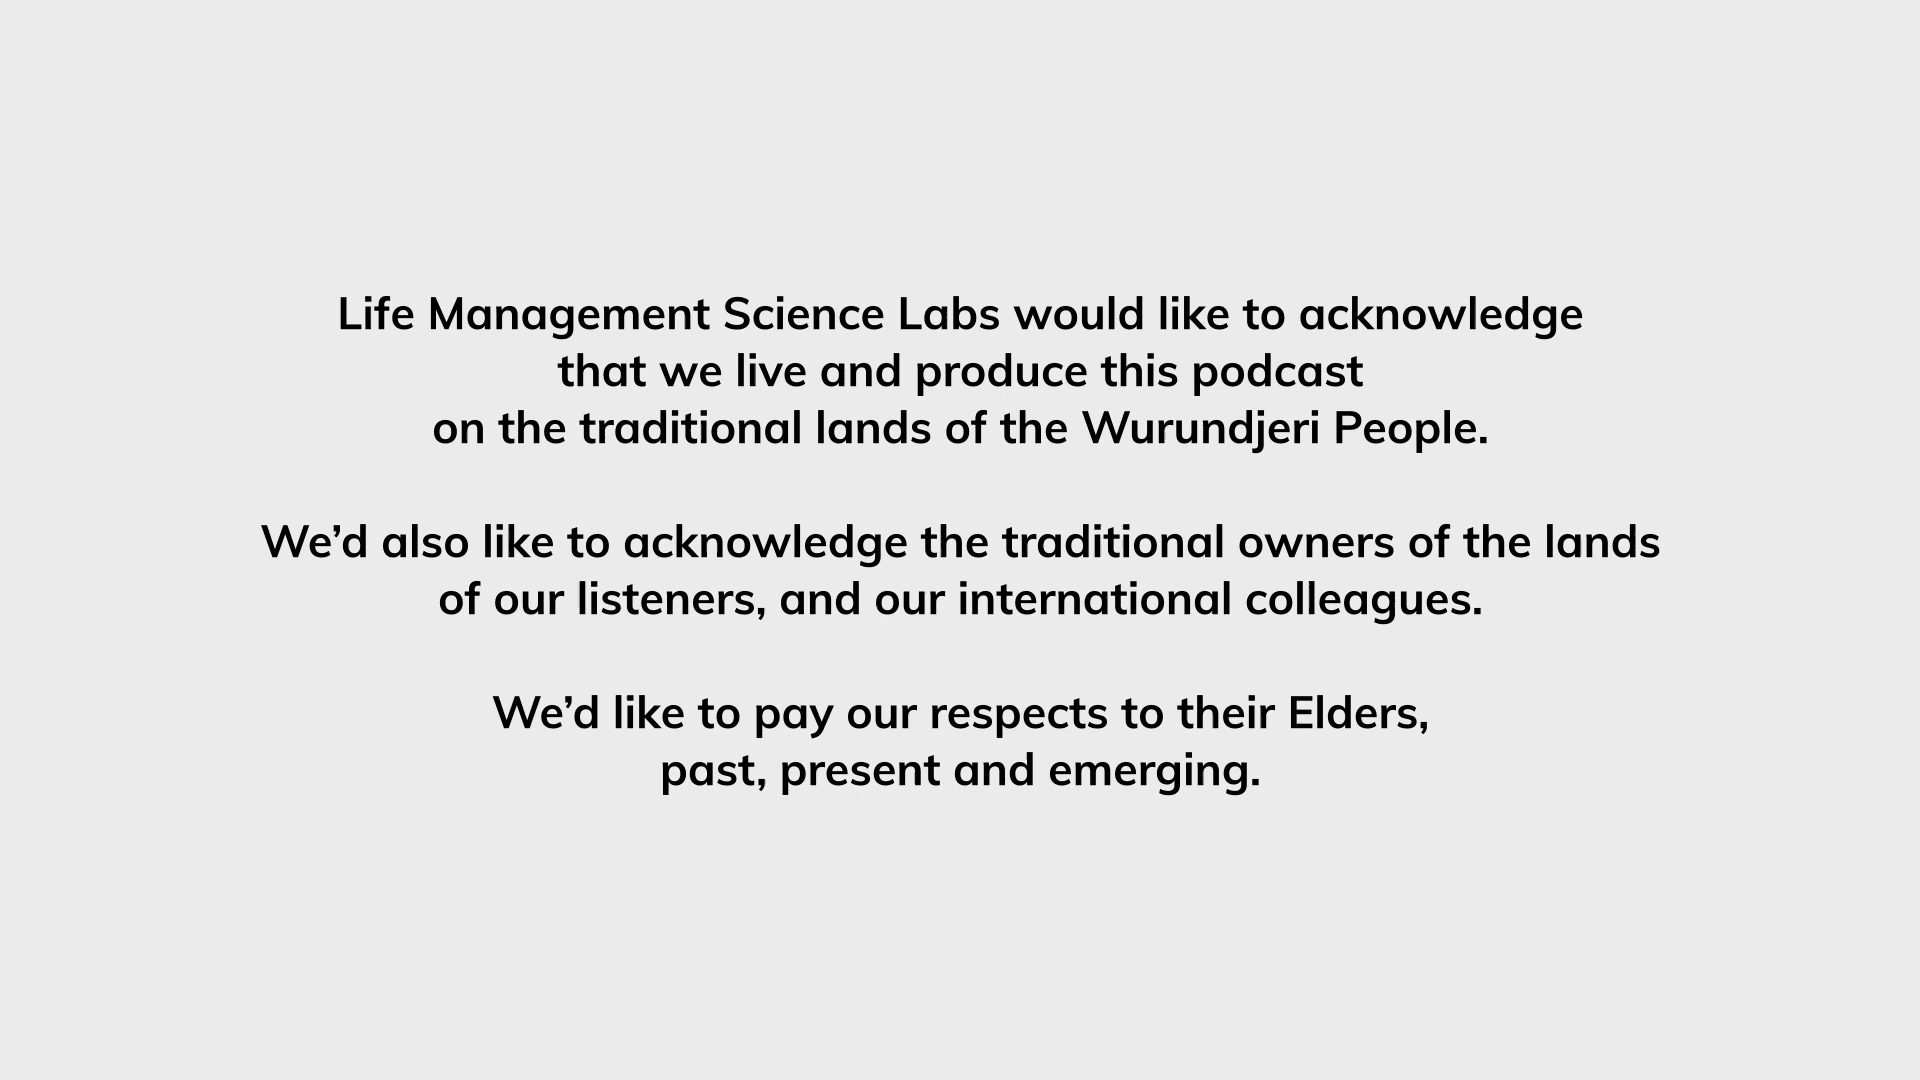 Life Management Science Labs would like to acknowledge
that we live and produce this podcast
on the traditional lands of the Wurundjeri People.
We’d also like to acknowledge the traditional owners of the lands
of our listeners, and our international colleagues.
We’d like to pay our respects to their Elders,
past, present and emerging.